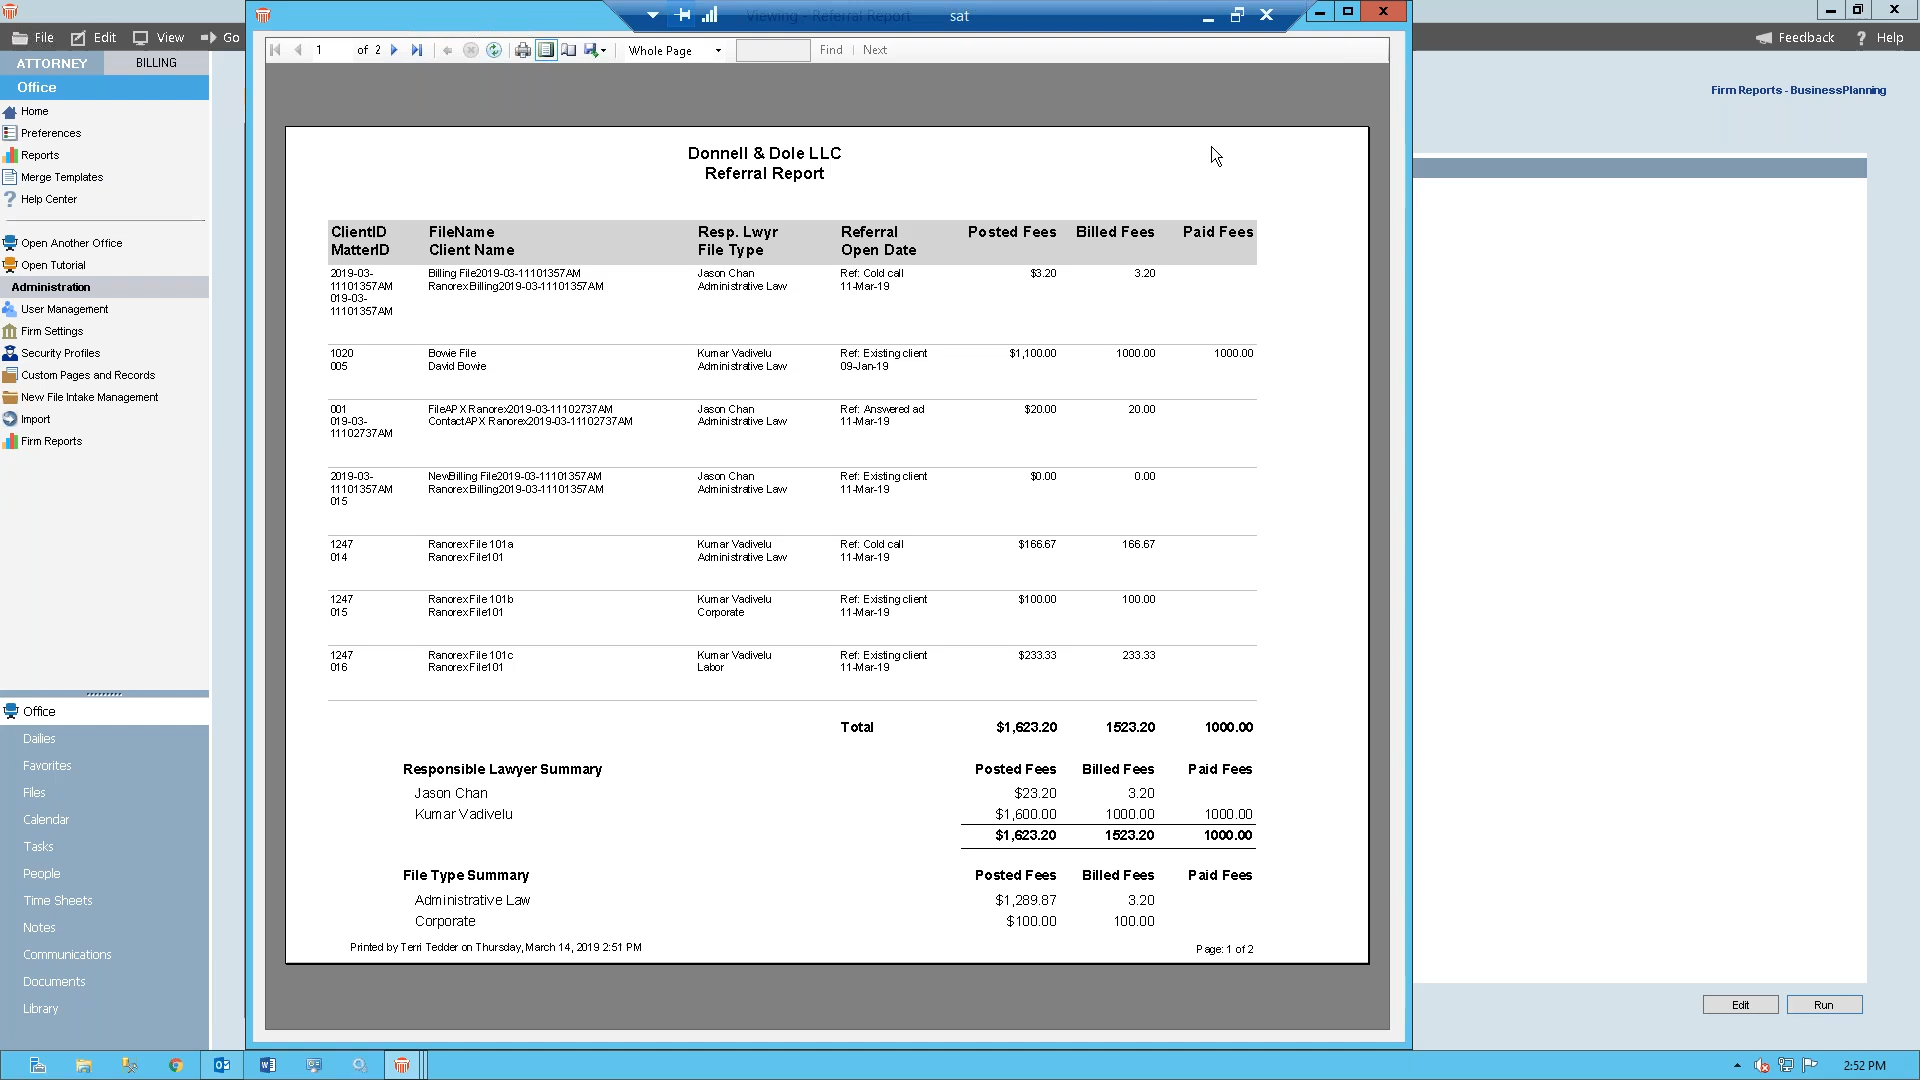 Viewing - Referral Report
sat
File Edit View Go
Feedback ? Help
1 of 2 Whole Page Find Next
ATTORNEY BILLING
Office
Home
Preferences
Reports
Merge Templates
Help Center
Open Another Office
Open Tutorial
Administration
User Management
Firm Settings
Security Profiles
Custom Pages and Records
New File Intake Management
Import
Firm Reports
Office
Dailies
Favorites
Files
Calendar
Tasks
People
Time Sheets
Notes
Communications
Documents
Library
Firm Reports - BusinessPlanning
Donnell & Dole LLC
Referral Report
ClientID FileName Resp. Lwyr Referral Posted Fees Billed Fees Paid Fees
MatterID Client Name File Type Open Date
2019-03- Billing File2019-03-11101357AM Jason Chan Ref: Cold call $3.20 3.20
11101357AM RanorexBilling2019-03-11101357AM Administrative Law 11-Mar-19
019-03-
11101357AM
1020 Bowie File Kumar Vadivelu Ref: Existing client $1,100.00 1000.00 1000.00
005 David Bowie Administrative Law 09-Jan-19
001 FileAPX Ranorex2019-03-11102737AM Jason Chan Ref: Answered ad $20.00 20.00
019-03- ContactAPX Ranorex2019-03-11102737AM Administrative Law 11-Mar-19
11102737AM
2019-03- NewBilling File2019-03-11101357AM Jason Chan Ref: Existing client $0.00 0.00
11101357AM RanorexBilling2019-03-11101357AM Administrative Law 11-Mar-19
015
1247 RanorexFile 101a Kumar Vadivelu Ref: Cold call $166.67 166.67
014 RanorexFile101 Administrative Law 11-Mar-19
1247 RanorexFile 101b Kumar Vadivelu Ref: Existing client $100.00 100.00
015 RanorexFile101 Corporate 11-Mar-19
1247 RanorexFile 101c Kumar Vadivelu Ref: Existing client $233.33 233.33
016 RanorexFile101 Labor 11-Mar-19
Total $1,623.20 1523.20 1000.00
Responsible Lawyer Summary Posted Fees Billed Fees Paid Fees
Jason Chan $23.20 3.20
Kumar Vadivelu $1,600.00 1000.00 1000.00
$1,623.20 1523.20 1000.00
File Type Summary Posted Fees Billed Fees Paid Fees
Administrative Law $1,289.87 3.20
Corporate $100.00 100.00
Printed by Terri Tedder on Thursday, March 14, 2019 2:51 PM Page: 1 of 2
Edit Run
2:52 PM